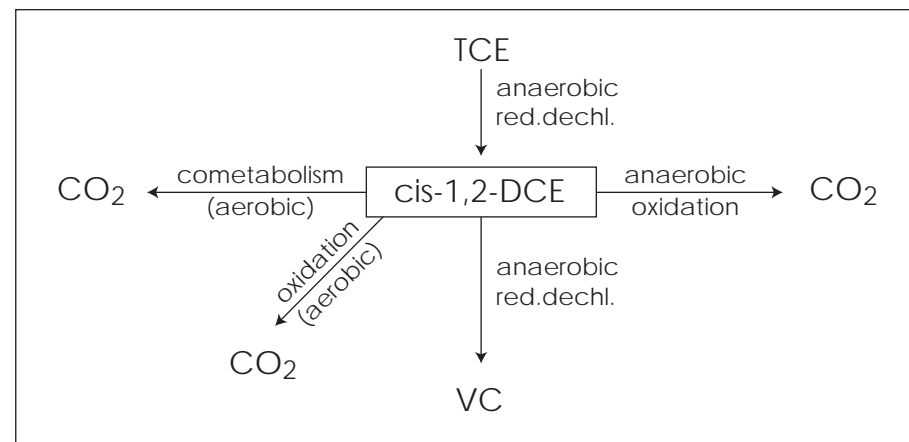 TCE
anaerobic
red.dechl.
CO2
cometabolism
(aerobic)
cis-1,2-DCE
anaerobic
oxidation
CO2
oxidation
(aerobic)
anaerobic
red.dechl.
CO2
VC